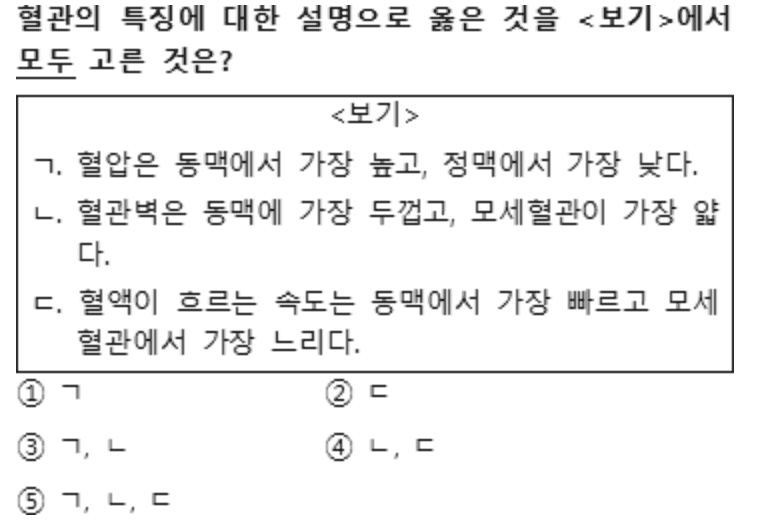 혈관의 특징에 대한 설명으로 옳은 것을 <보기>에서
모두 고른 것은?
<보기>
ㄱ. 혈압은 동맥에서 가장 높고, 정맥에서 가장 낮다.
ㄴ. 혈관벽은 동맥에 가장 두껍고, 모세혈관이 가장 얇
다.
ㄷ. 혈액이 흐르는 속도는 동맥에서 가장 빠르고 모세
혈관에서 가장 느리다.
① ㄱ ② ㄷ
③ ㄱ, ㄴ ④ ㄴ, ㄷ
⑤ ㄱ, ㄴ, ㄷ